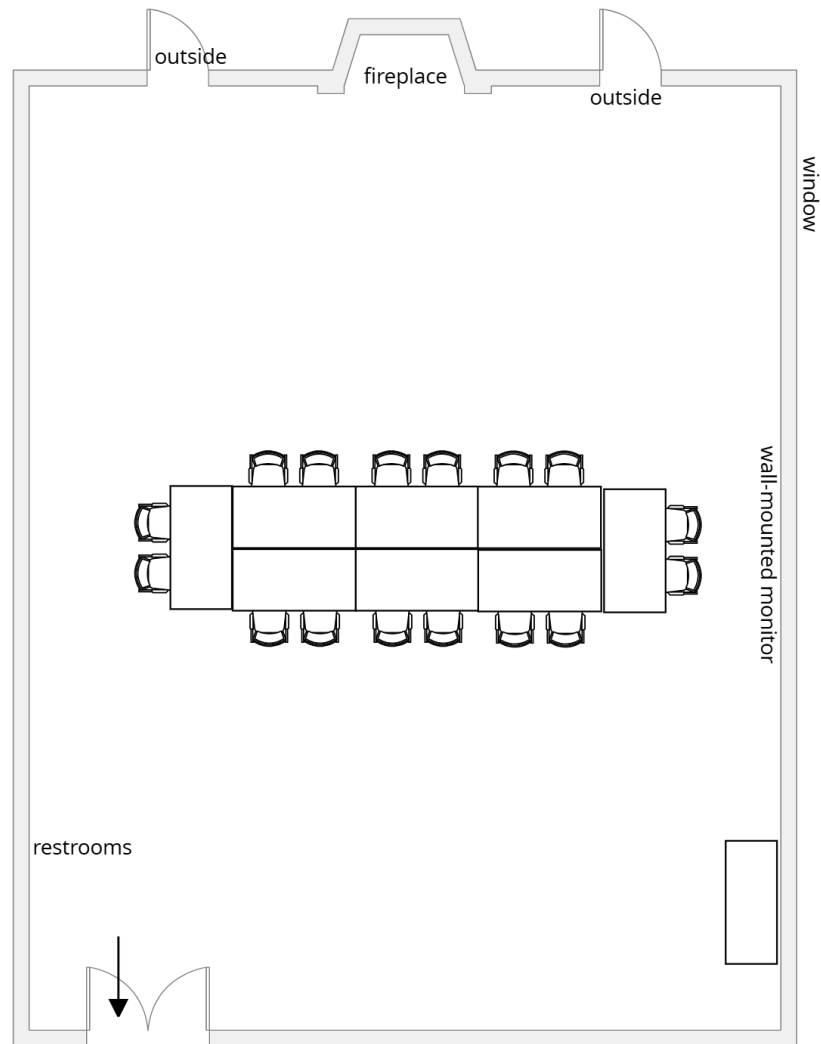 outside
fireplace
outside
window
wall-mounted monitor
restrooms